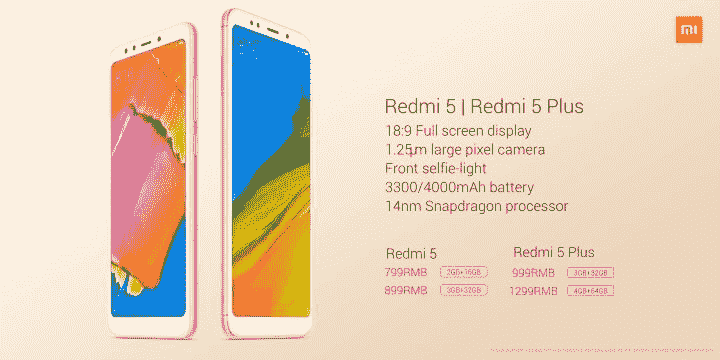 MI
Redmi 5 | Redmi 5 Plus
18:9 Full screen display
1.25µm large pixel camera
Front selfie-light
3300/4000mAh battery
14nm Snapdragon processor
Redmi 5
799RMB 2GB+16GB
899RMB 3GB+32GB
Redmi 5 Plus
999RMB 3GB+32GB
1299RMB 4GB+64GB